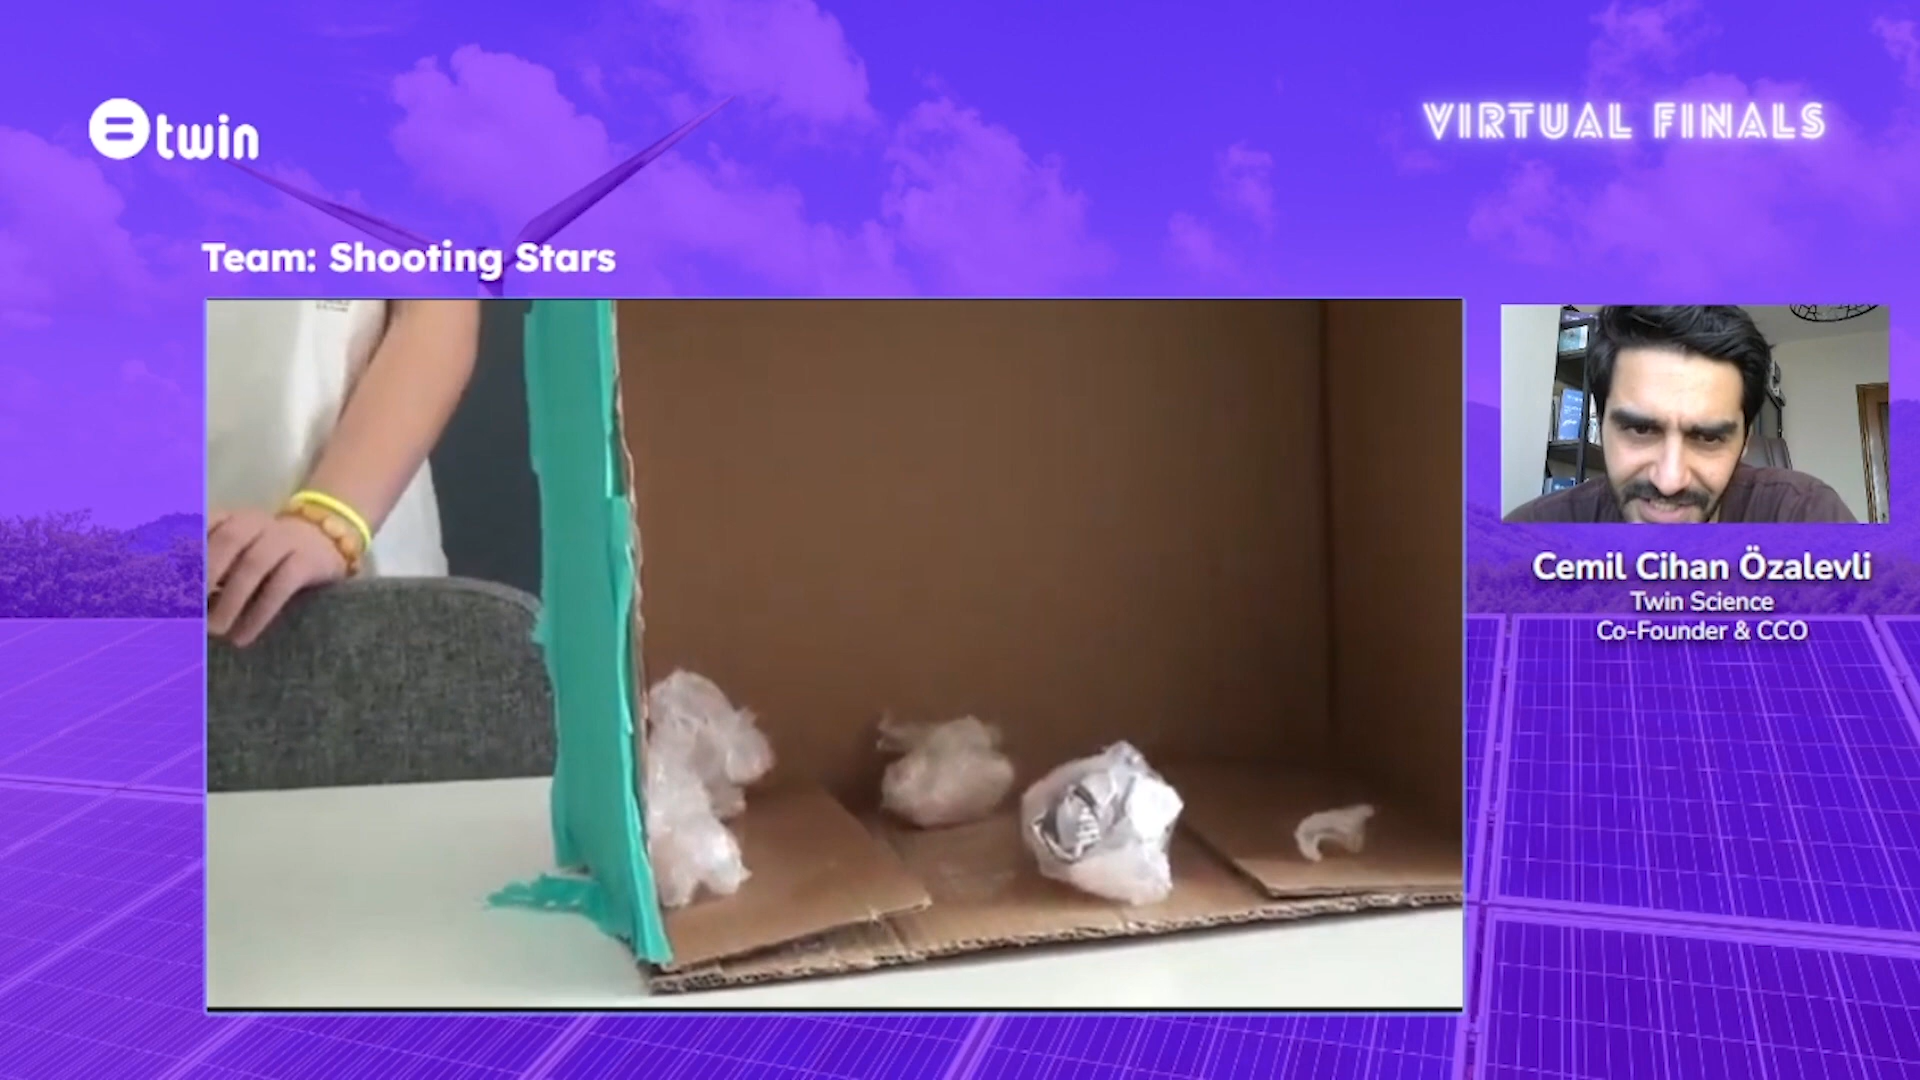 twin
VIRTUAL FINALS
Team: Shooting Stars
Cemil Cihan Özalevli
Twin Science
Co-Founder & CCO